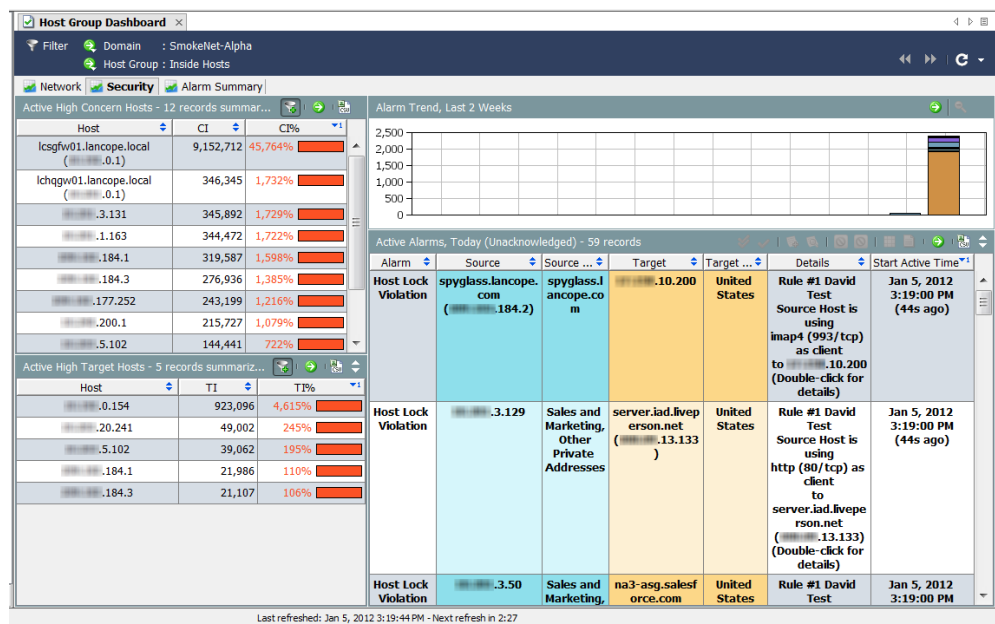 Host Group Dashboard
Filter Domain : SmokeNet-Alpha
Host Group : Inside Hosts
Network Security Alarm Summary
Active High Concern Hosts - 12 records summar...
Host CI CI% 1
lcsgfw01.lancope.local 9,152,712 45,764%
( .0.1)
lchqgw01.lancope.local 346,345 1,732%
( .0.1)
.3.131 345,892 1,729%
.1.163 344,472 1,722%
.184.1 319,587 1,598%
.184.3 276,936 1,385%
.177.252 243,199 1,216%
.200.1 215,727 1,079%
.5.102 144,441 722%
Active High Target Hosts - 5 records summariz...
Host TI TI% 1
.0.154 923,096 4,615%
.20.241 49,002 245%
.5.102 39,062 195%
.184.1 21,986 110%
.184.3 21,107 106%
Alarm Trend, Last 2 Weeks
2,500
2,000
1,500
1,000
500
0
Active Alarms, Today (Unacknowledged) - 59 records
Alarm Source Source ... Target Target ... Details Start Active Time 1
Host Lock
Violation
spyglass.lancope.
com
( .184.2)
spyglass.l
ancope.co
m
.10.200
United
States
Rule #1 David
Test
Source Host is
using
imap4 (993/tcp)
as client
to .10.200
(Double-click for
details)
Jan 5, 2012
3:19:00 PM
(44s ago)
Host Lock
Violation
.3.129
Sales and
Marketing,
Other
Private
Addresses
server.iad.livep
erson.net
( .13.133
)
United
States
Rule #1 David
Test
Source Host is
using
http (80/tcp) as
client
to
server.iad.livepe
rson.net
( .13.133)
(Double-click for
details)
Jan 5, 2012
3:19:00 PM
(44s ago)
Host Lock
Violation
.3.50
Sales and
Marketing,
na3-asg.salesf
orce.com
United
States
Rule #1 David
Test
Jan 5, 2012
3:19:00 PM
Last refreshed: Jan 5, 2012 3:19:44 PM - Next refresh in 2:27